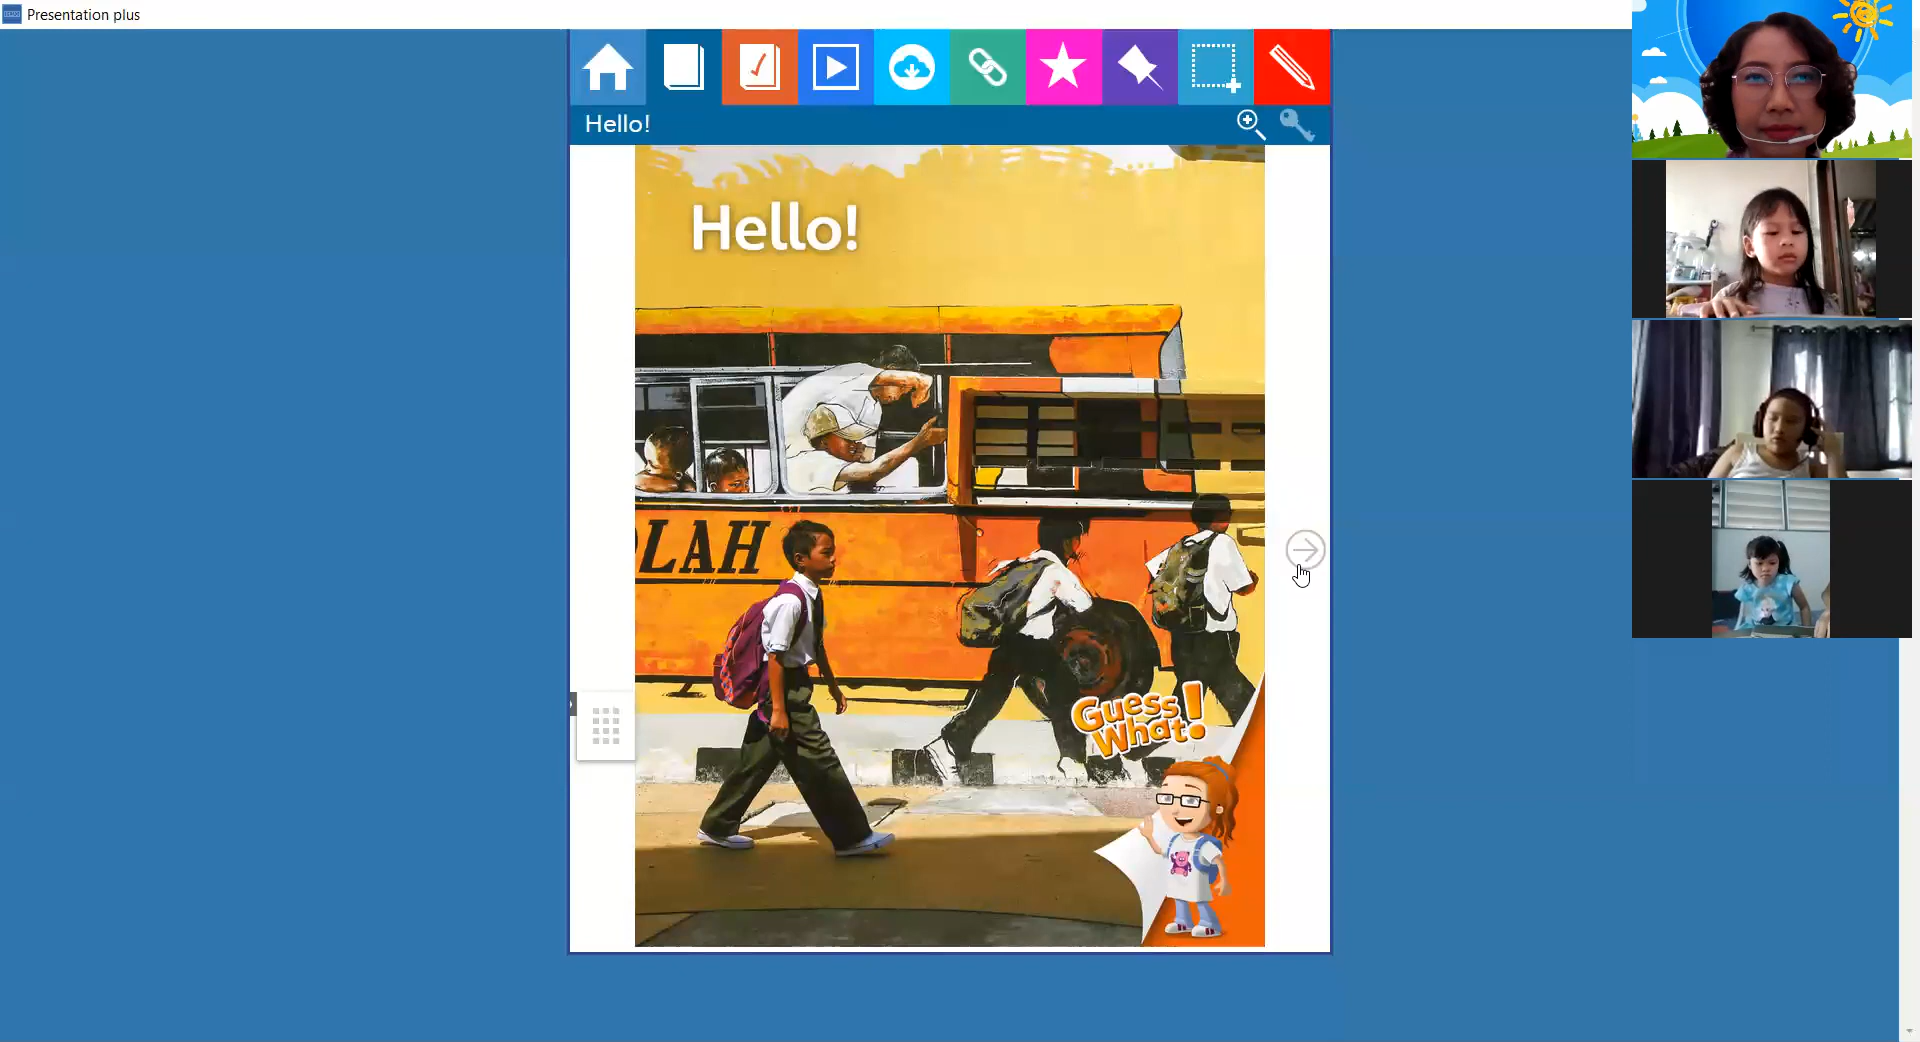 Presentation plus
Hello!
Hello!
LAH
Guess
What!